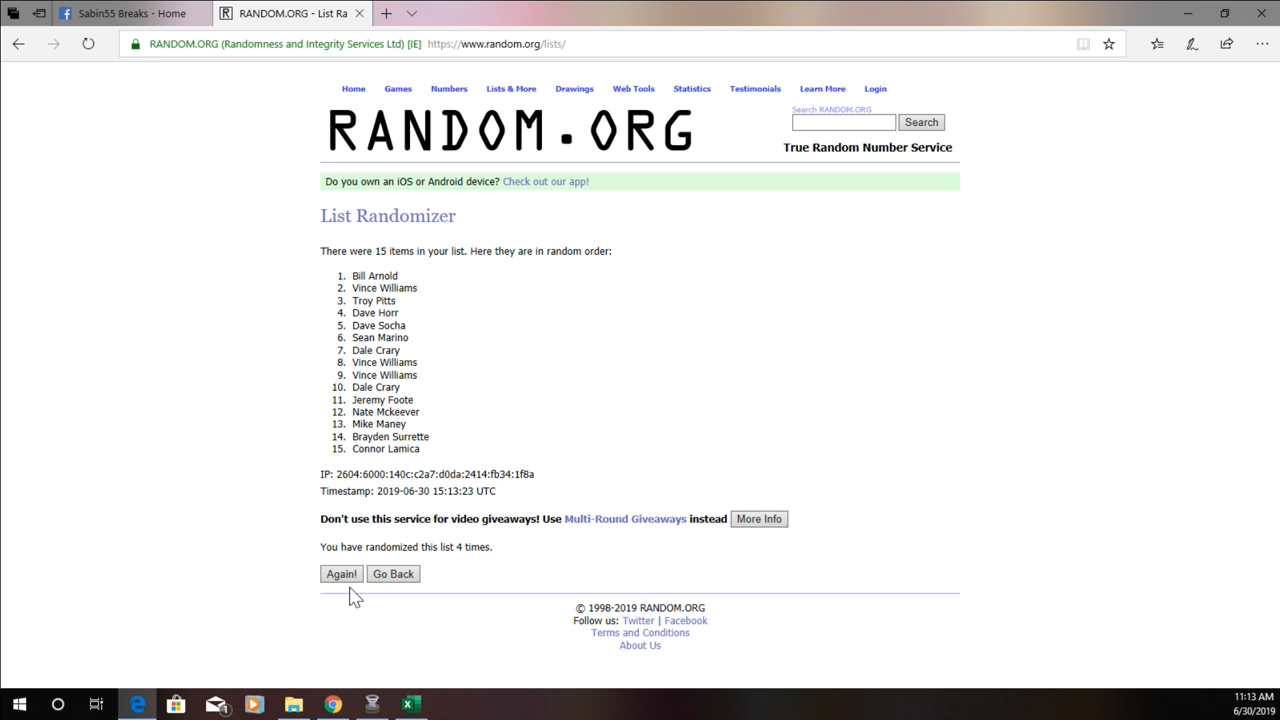 Sabin55 Breaks - Home
RANDOM.ORG - List Ra
RANDOM.ORG (Randomness and Integrity Services Ltd) [IE] https://www.random.org/lists/
Home Games Numbers Lists & More Drawings Web Tools Statistics Testimonials Learn More Login
Search RANDOM.ORG
RANDOM.ORG
Search
True Random Number Service
Do you own an iOS or Android device? Check out our app!
List Randomizer
There were 15 items in your list. Here they are in random order:
1. Bill Arnold
2. Vince Williams
3. Troy Pitts
4. Dave Horr
5. Dave Socha
6. Sean Marino
7. Dale Crary
8. Vince Williams
9. Vince Williams
10. Dale Crary
11. Jeremy Foote
12. Nate Mckeever
13. Mike Maney
14. Brayden Surrette
15. Connor Lamica
IP: 2604:6000:140c:c2a7:d0da:2414:fb34:1f8a
Timestamp: 2019-06-30 15:13:23 UTC
Don't use this service for video giveaways! Use Multi-Round Giveaways instead More Info
You have randomized this list 4 times.
Again! Go Back
© 1998-2019 RANDOM.ORG
Follow us: Twitter | Facebook
Terms and Conditions
About Us
11:13 AM
6/30/2019